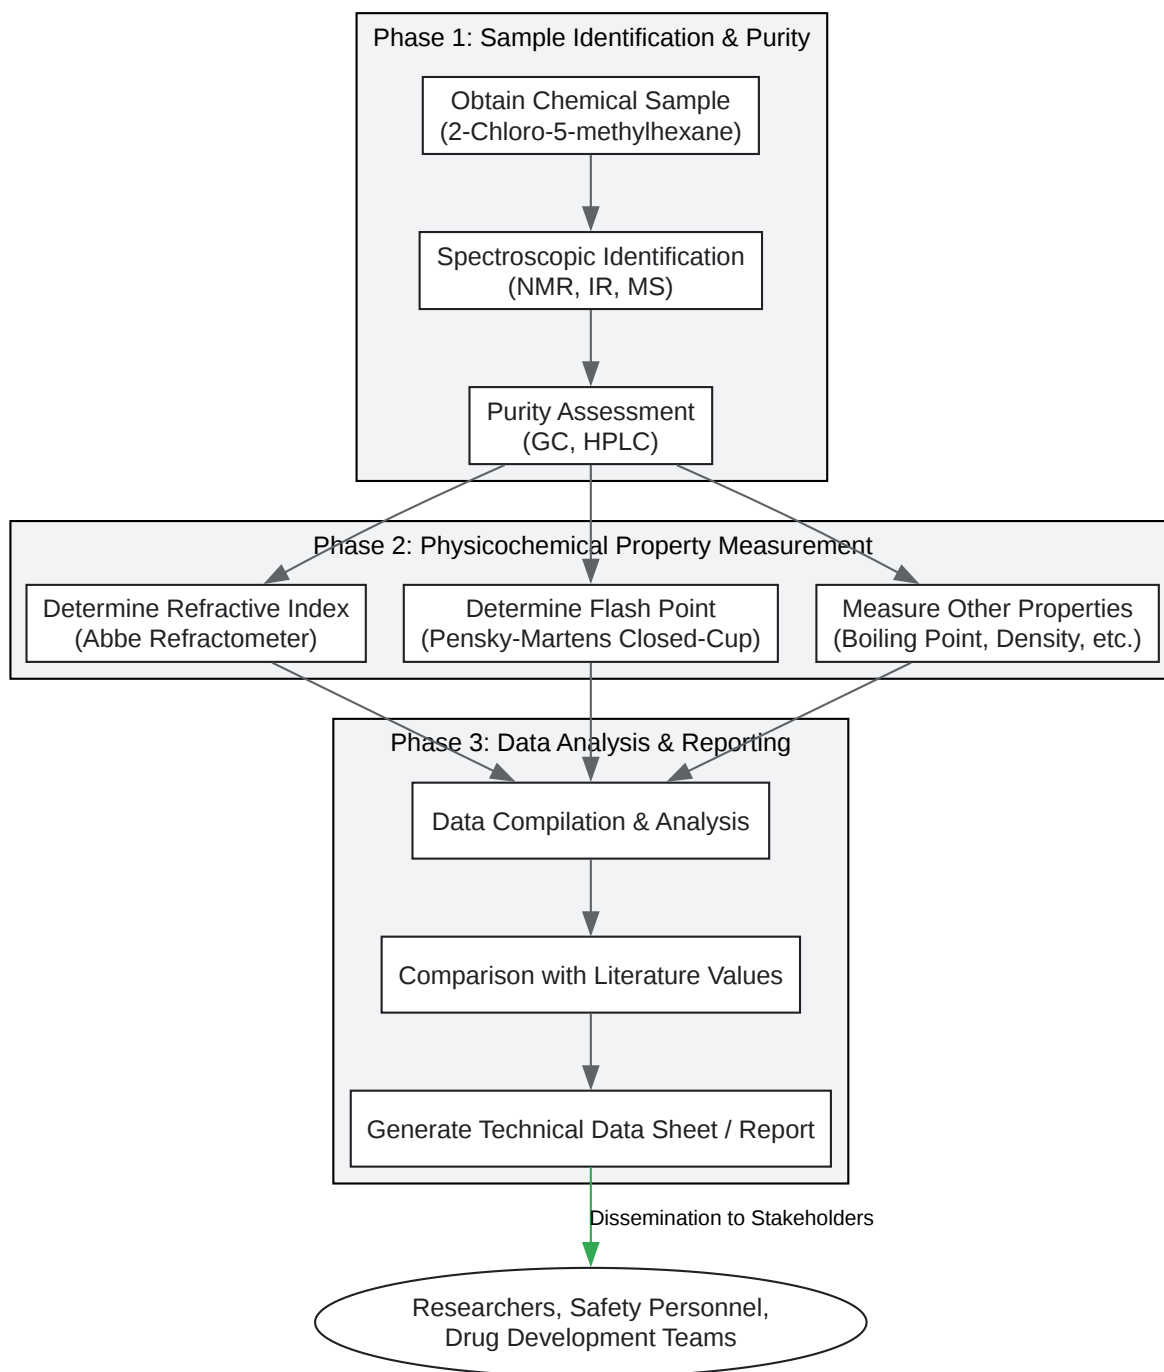 Phase 1: Sample Identification & Purity
Obtain Chemical Sample
(2-Chloro-5-methylhexane)
Spectroscopic Identification
(NMR, IR, MS)
Purity Assessment
(GC, HPLC)
Phase 2: Physicochemical Property Measurement
Determine Refractive Index
(Abbe Refractometer)
Determine Flash Point
(Pensky-Martens Closed-Cup)
Measure Other Properties
(Boiling Point, Density, etc.)
Phase 3: Data Analysis & Reporting
Data Compilation & Analysis
Comparison with Literature Values
Generate Technical Data Sheet / Report
Dissemination to Stakeholders
Researchers, Safety Personnel,
Drug Development Teams